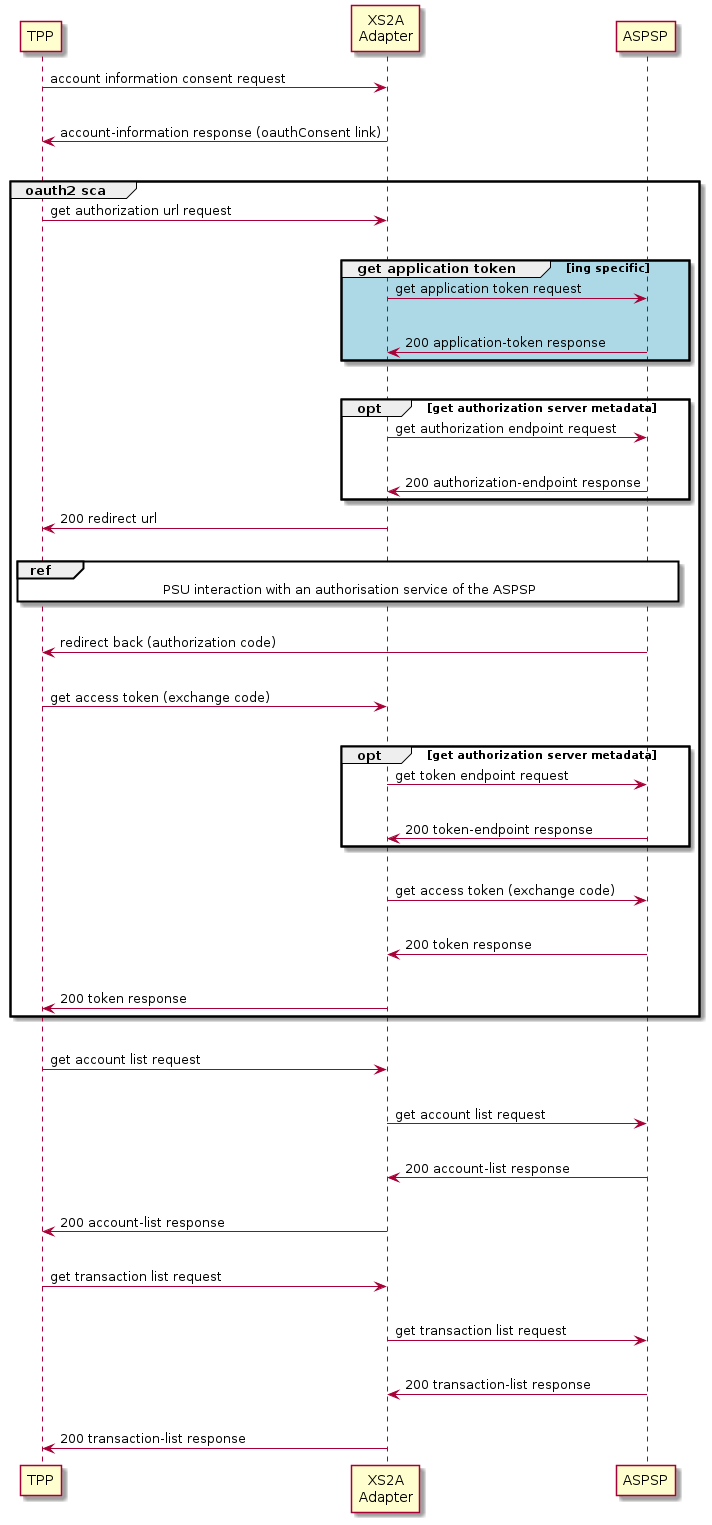 TPP
XS2A
Adapter
ASPSP
account information consent request
account-information response (oauthConsent link)
oauth2 sca
get authorization url request
get application token [ing specific]
get application token request
200 application-token response
opt [get authorization server metadata]
get authorization endpoint request
200 authorization-endpoint response
200 redirect url
ref
PSU interaction with an authorisation service of the ASPSP
redirect back (authorization code)
get access token (exchange code)
opt [get authorization server metadata]
get token endpoint request
200 token-endpoint response
get access token (exchange code)
200 token response
200 token response
get account list request
get account list request
200 account-list response
200 account-list response
get transaction list request
get transaction list request
200 transaction-list response
200 transaction-list response
TPP
XS2A
Adapter
ASPSP